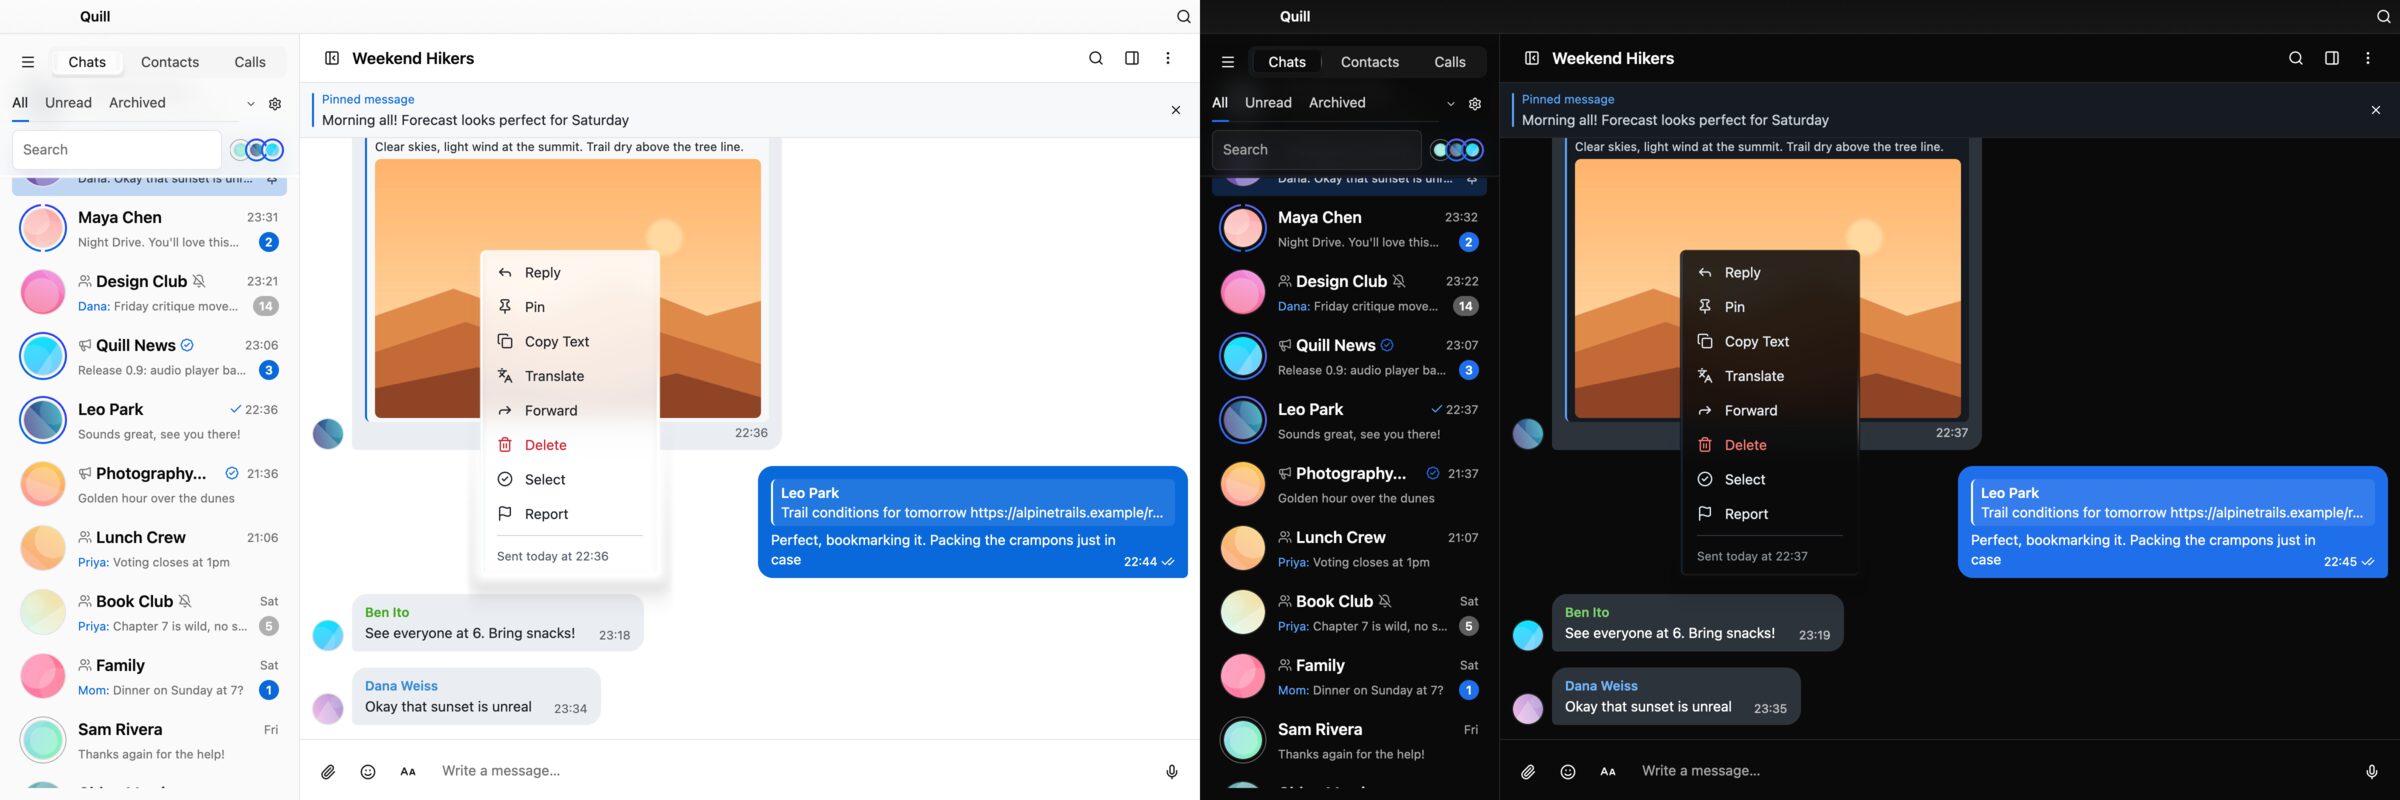 Quill
Chats Contacts Calls
All Unread Archived
Search
Dana: Okay that sunset is unr...
Maya Chen 23:31
Night Drive. You'll love this... 2
Design Club 23:21
Dana: Friday critique move... 14
Quill News 23:06
Release 0.9: audio player ba... 3
Leo Park 22:36
Sounds great, see you there!
Photography... 21:36
Golden hour over the dunes
Lunch Crew 21:06
Priya: Voting closes at 1pm
Book Club Sat
Priya: Chapter 7 is wild, no s... 5
Family Sat
Mom: Dinner on Sunday at 7? 1
Sam Rivera Fri
Thanks again for the help!
Weekend Hikers
Pinned message
Morning all! Forecast looks perfect for Saturday
Clear skies, light wind at the summit. Trail dry above the tree line.
22:36
Reply
Pin
Copy Text
Translate
Forward
Delete
Select
Report
Sent today at 22:36
Leo Park
Trail conditions for tomorrow https://alpinetrails.example/r...
Perfect, bookmarking it. Packing the crampons just in
case 22:44
Ben Ito
See everyone at 6. Bring snacks! 23:18
Dana Weiss
Okay that sunset is unreal 23:34
AA Write a message...
Quill
Chats Contacts Calls
All Unread Archived
Search
Dana: Okay that sunset is unr...
Maya Chen 23:32
Night Drive. You'll love this... 2
Design Club 23:22
Dana: Friday critique move... 14
Quill News 23:07
Release 0.9: audio player ba... 3
Leo Park 22:37
Sounds great, see you there!
Photography... 21:37
Golden hour over the dunes
Lunch Crew 21:07
Priya: Voting closes at 1pm
Book Club Sat
Priya: Chapter 7 is wild, no s... 5
Family Sat
Mom: Dinner on Sunday at 7? 1
Sam Rivera Fri
Thanks again for the help!
Weekend Hikers
Pinned message
Morning all! Forecast looks perfect for Saturday
Clear skies, light wind at the summit. Trail dry above the tree line.
22:37
Reply
Pin
Copy Text
Translate
Forward
Delete
Select
Report
Sent today at 22:37
Leo Park
Trail conditions for tomorrow https://alpinetrails.example/r...
Perfect, bookmarking it. Packing the crampons just in
case 22:45
Ben Ito
See everyone at 6. Bring snacks! 23:19
Dana Weiss
Okay that sunset is unreal 23:35
AA Write a message...